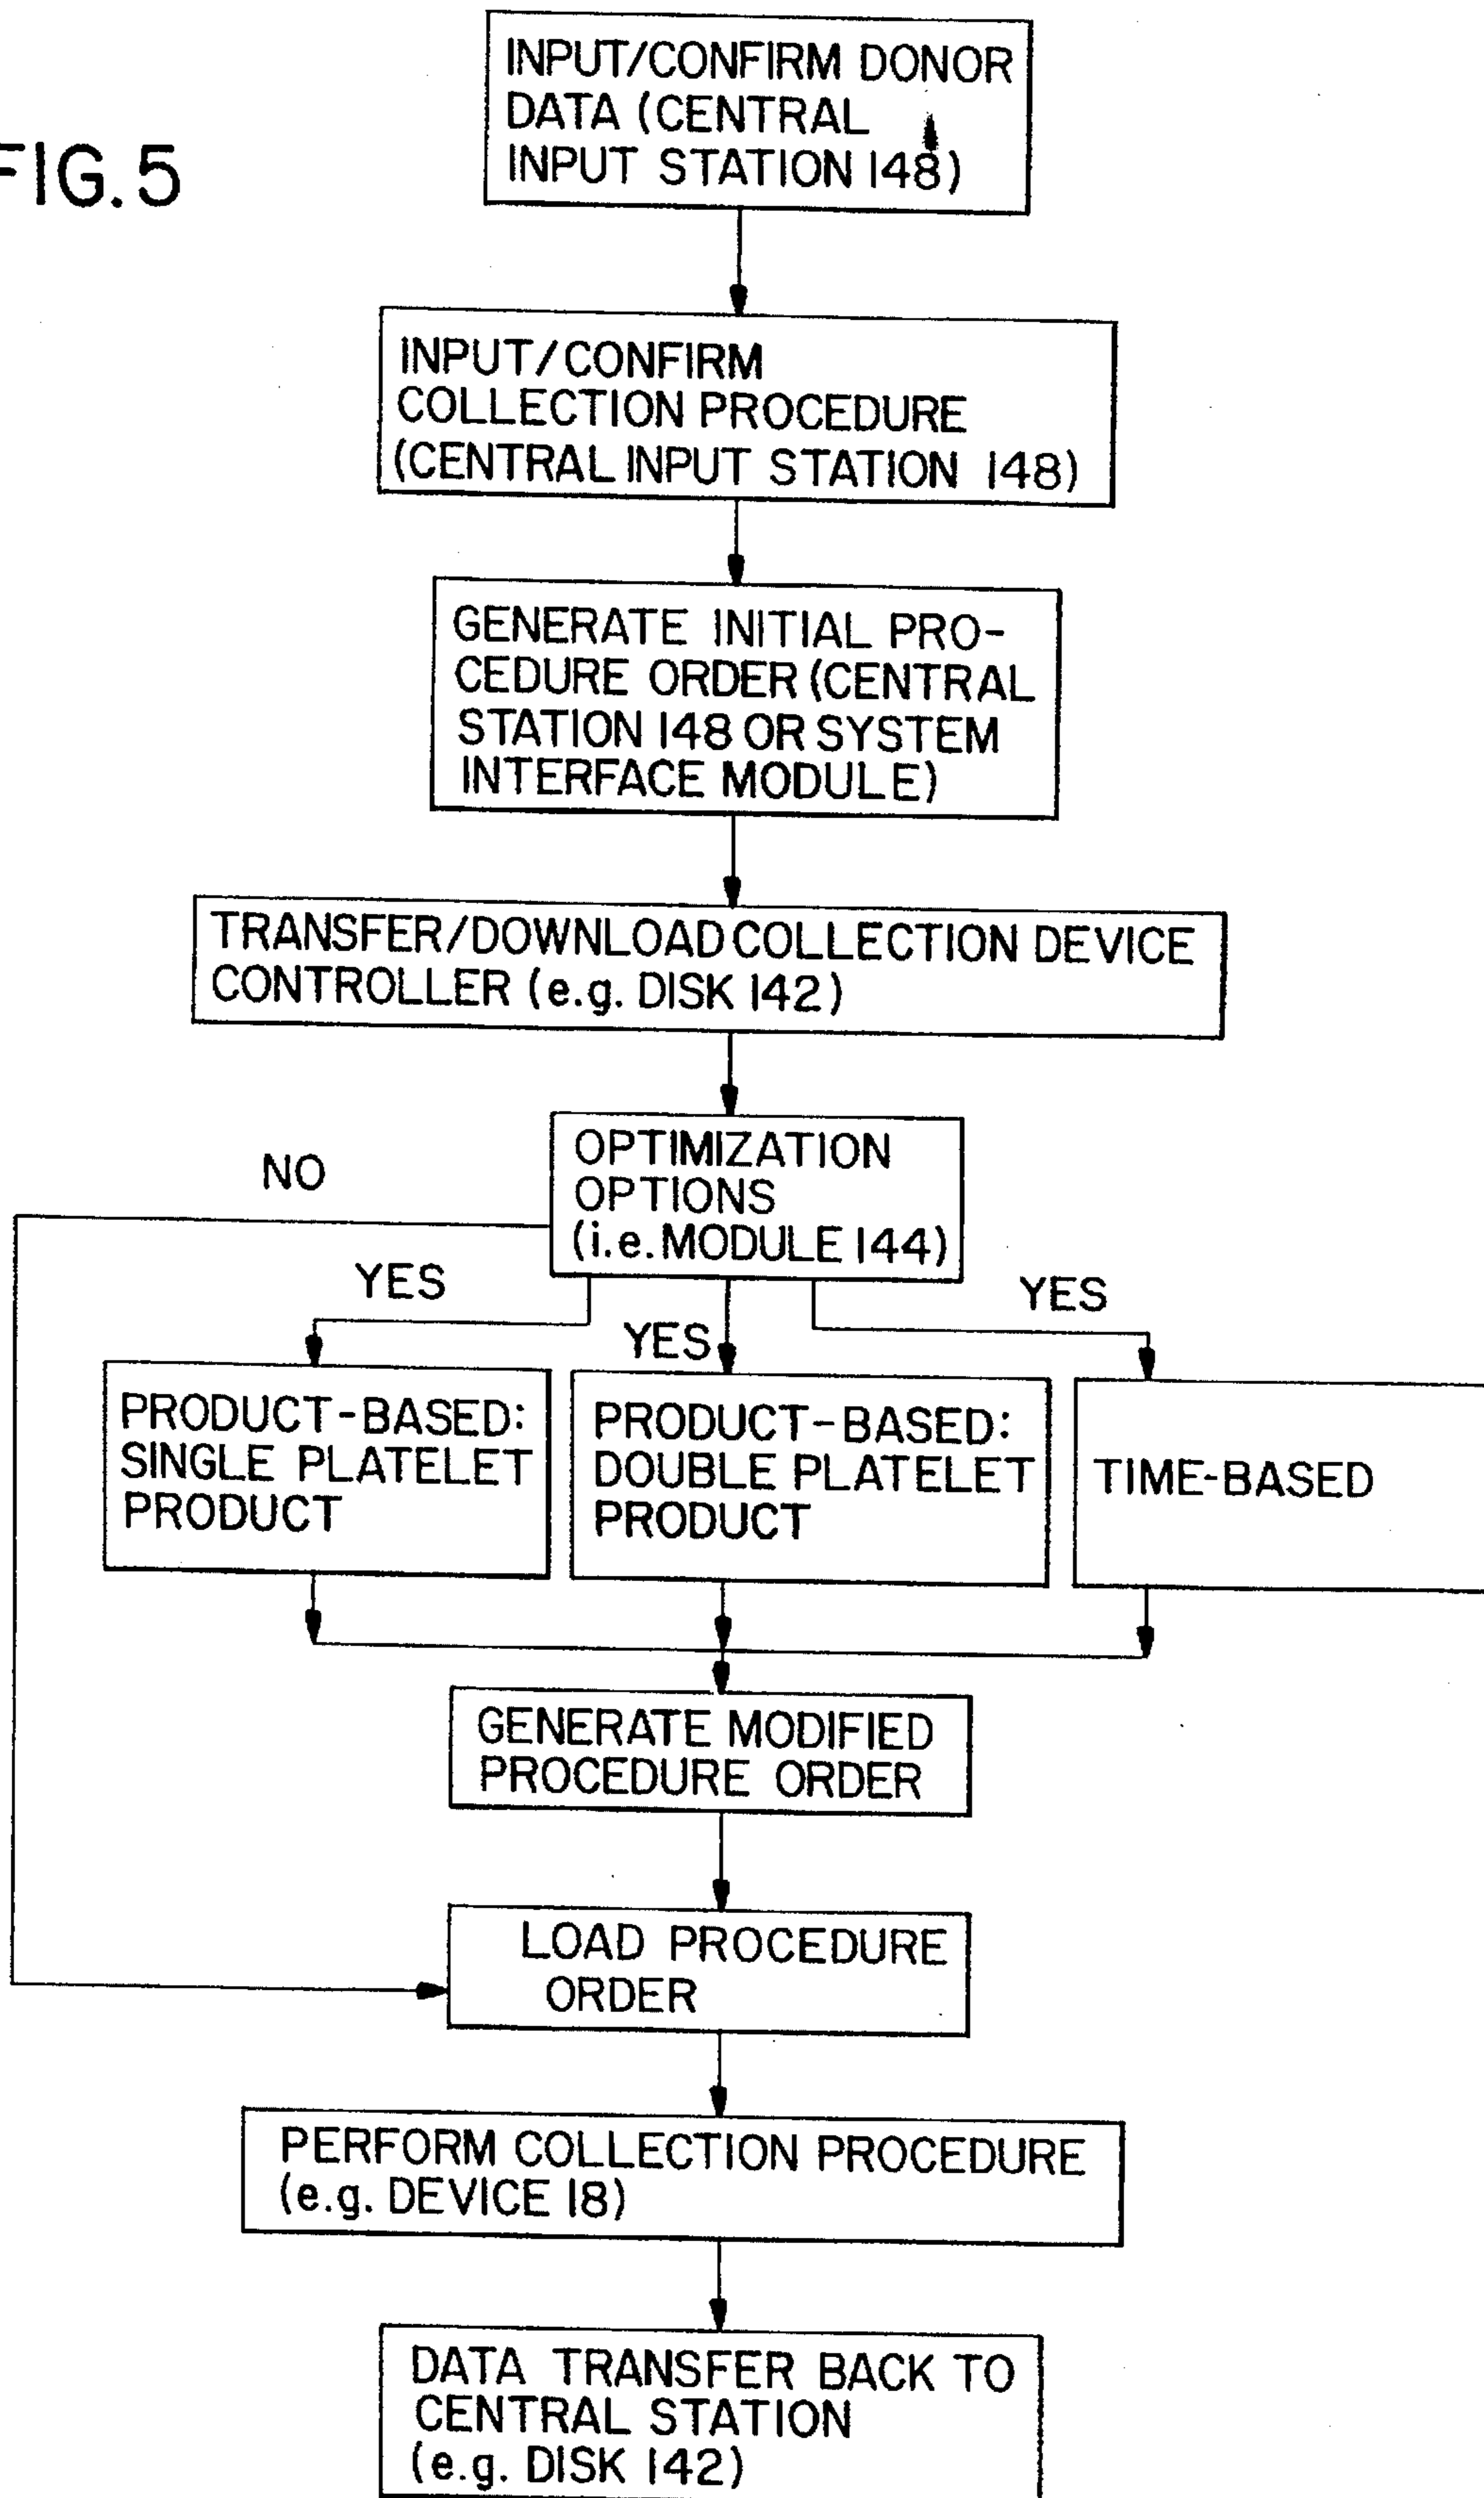 INPUT/CONFIRM DONOR
DATA (CENTRAL
INPUT STATION 148)
FIG. 5
INPUT/CONFIRM
COLLECTION PROCEDURE
(CENTRAL INPUT STATION 148)
GENERATE INITIAL PRO-
CEDURE ORDER (CENTRAL
STATION 148 OR SYSTEM
INTERFACE MODULE)
TRANSFER/DOWNLOAD COLLECTION DEVICE
CONTROLLER (e.g. DISK 142)
OPTIMIZATION
OPTIONS
(i.e. MODULE 144)
NO
YES
YES
YES
PRODUCT-BASED:
SINGLE PLATELET
PRODUCT
PRODUCT-BASED:
DOUBLE PLATELET
PRODUCT
TIME-BASED
GENERATE MODIFIED
PROCEDURE ORDER
LOAD PROCEDURE
ORDER
PERFORM COLLECTION PROCEDURE
(e.g. DEVICE 18)
DATA TRANSFER BACK TO
CENTRAL STATION
(e.g. DISK 142)